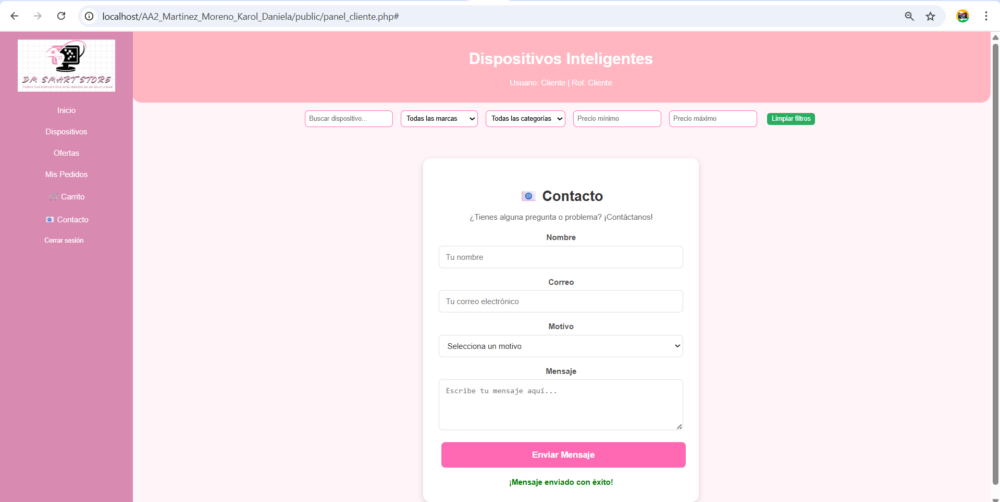 localhost/AA2_Martinez_Moreno_Karol_Daniela/public/panel_cliente.php#
DM SMART STORE
TODOS TUS DISPOSITIVOS INTELIGENTES EN UN SOLO LUGAR
Inicio
Dispositivos
Ofertas
Mis Pedidos
🛒 Carrito
📧 Contacto
Cerrar sesión
Dispositivos Inteligentes
Usuario: Cliente | Rol: Cliente
Buscar dispositivo... Todas las marcas Todas las categorías Precio mínimo Precio máximo Limpiar filtros
📧 Contacto
¿Tienes alguna pregunta o problema? ¡Contáctanos!
Nombre
Tu nombre
Correo
Tu correo electrónico
Motivo
Selecciona un motivo
Mensaje
Escribe tu mensaje aquí...
Enviar Mensaje
¡Mensaje enviado con éxito!